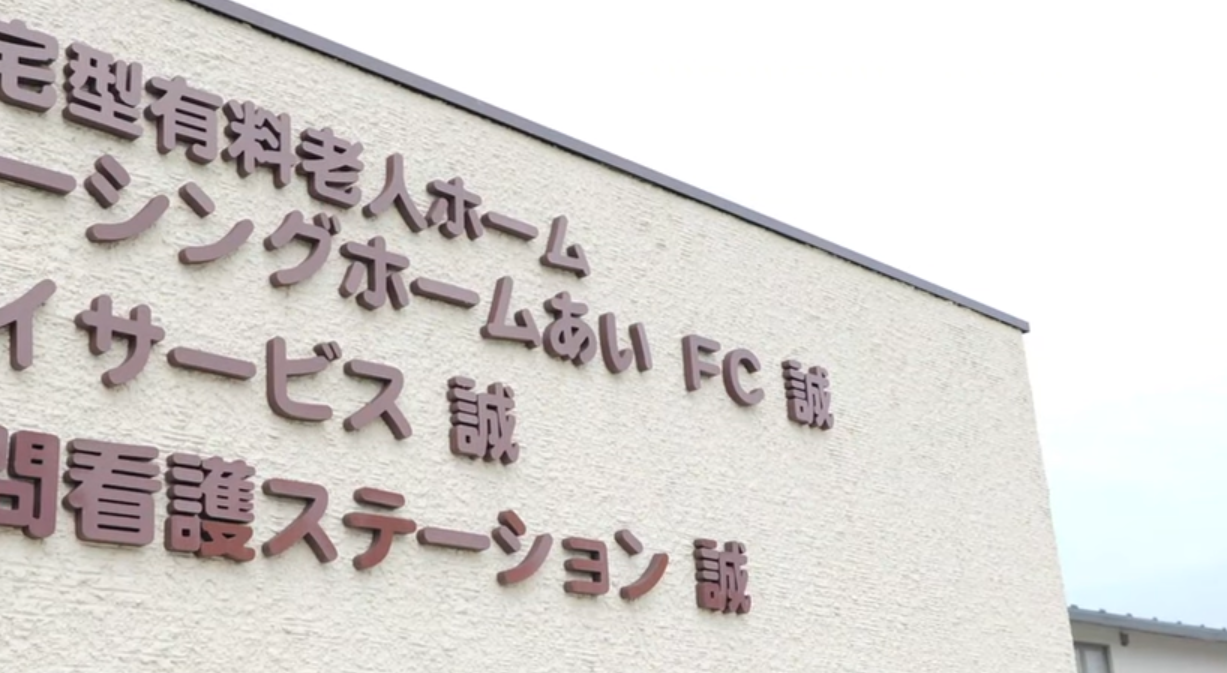 宅型有料老人ホーム
ーシングホームあい FC 誠
イサービス 誠
問看護ステーション 誠